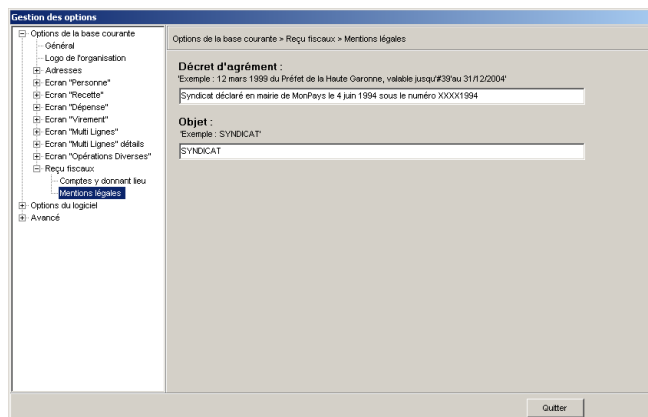 Gestion des options
Options de la base courante
Général
Logo de l'organisation
Adresses
Ecran "Personne"
Ecran "Recette"
Ecran "Dépense"
Ecran "Virement"
Ecran "Multi Lignes"
Ecran "Multi Lignes" détails
Ecran "Opérations Diverses"
Reçu fiscaux
Comptes y donnant lieu
Mentions légales
Options du logiciel
Avancé
Options de la base courante > Reçu fiscaux > Mentions légales
Décret d'agrément :
'Exemple : 12 mars 1999 du Préfet de la Haute Garonne, valable jusqu'#39'au 31/12/2004'
Syndicat déclaré en mairie de MonPays le 4 juin 1994 sous le numéro XXXX1994
Objet :
'Exemple : SYNDICAT'
SYNDICAT
Quitter